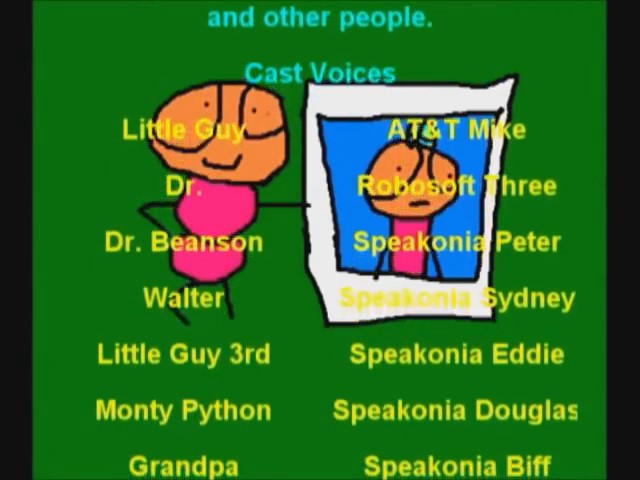 and other people.
Cast Voices
Little Guy AT&T Mike
Dr. Robosoft Three
Dr. Beanson Speakonia Peter
Walter Speakonia Sydney
Little Guy 3rd Speakonia Eddie
Monty Python Speakonia Douglas
Grandpa Speakonia Biff